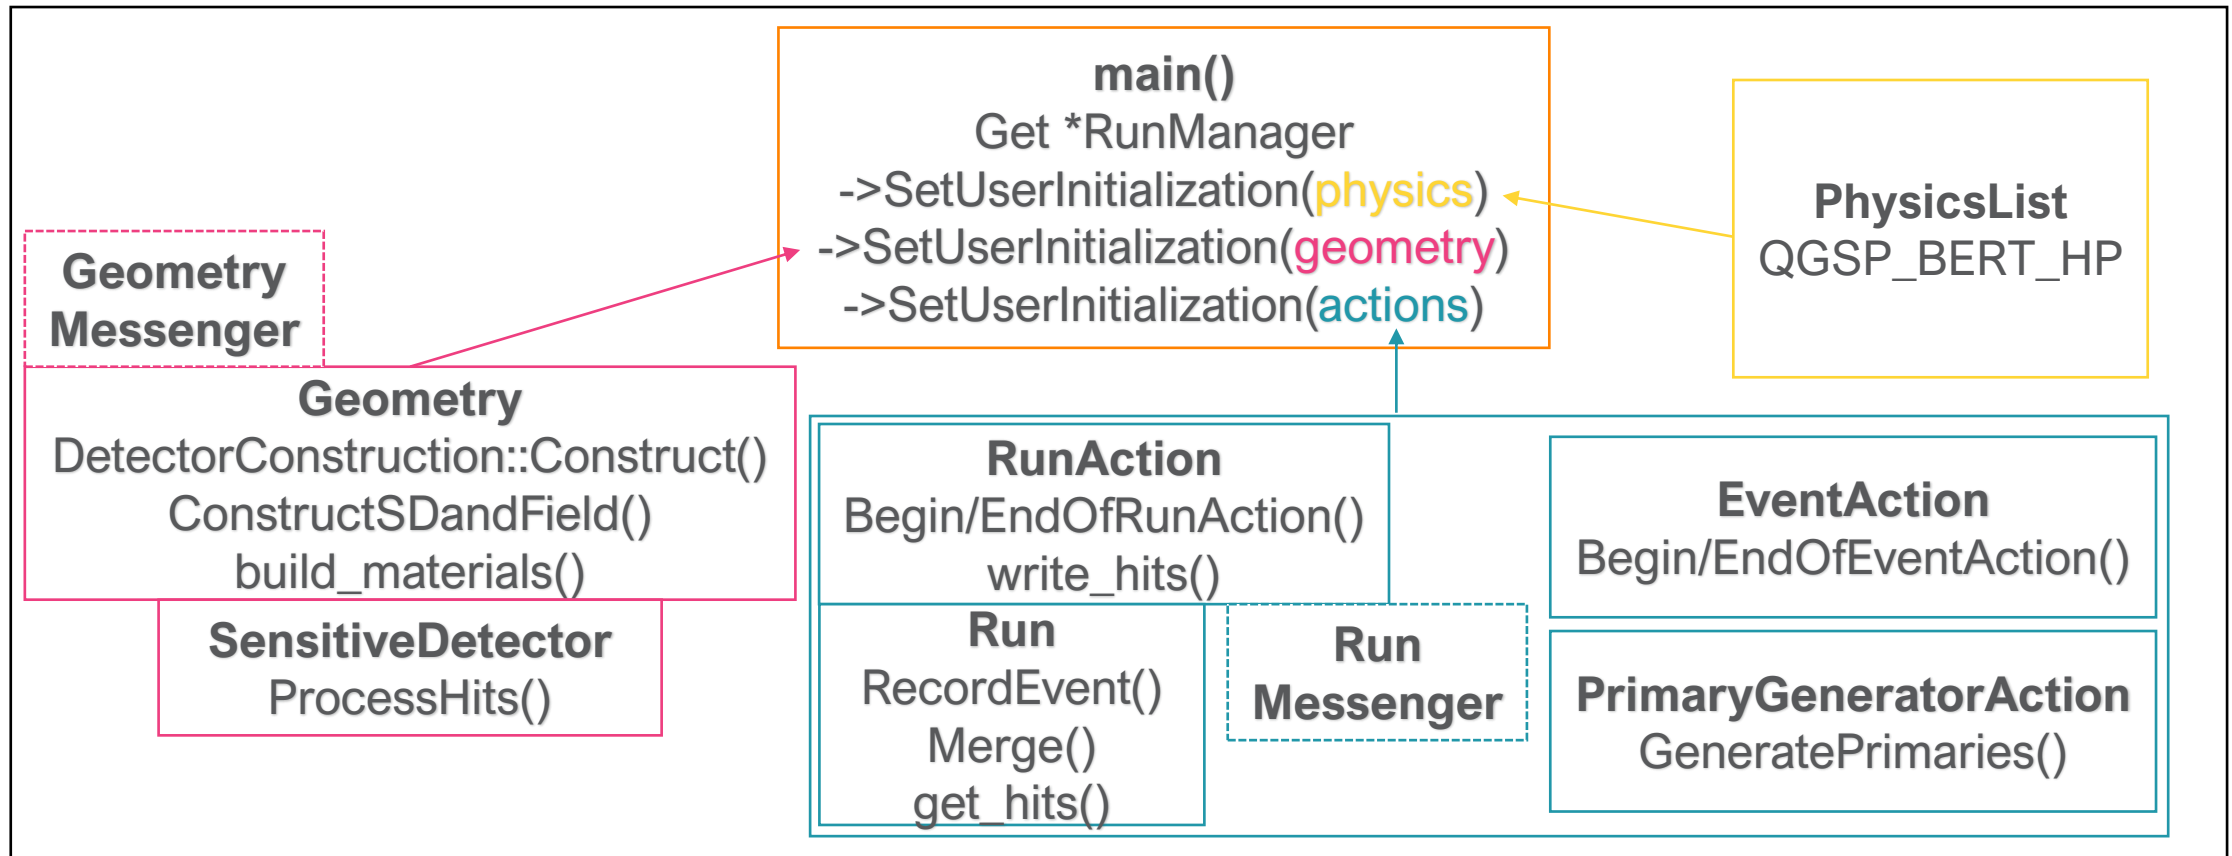 main()
Get *RunManager
->SetUserInitialization(physics)
->SetUserInitialization(geometry)
->SetUserInitialization(actions)
PhysicsList
QGSP_BERT_HP
Geometry
Messenger
Geometry
DetectorConstruction::Construct()
ConstructSDandField()
build_materials()
SensitiveDetector
ProcessHits()
RunAction
Begin/EndOfRunAction()
write_hits()
Run
RecordEvent()
Merge()
get_hits()
Run
Messenger
EventAction
Begin/EndOfEventAction()
PrimaryGeneratorAction
GeneratePrimaries()